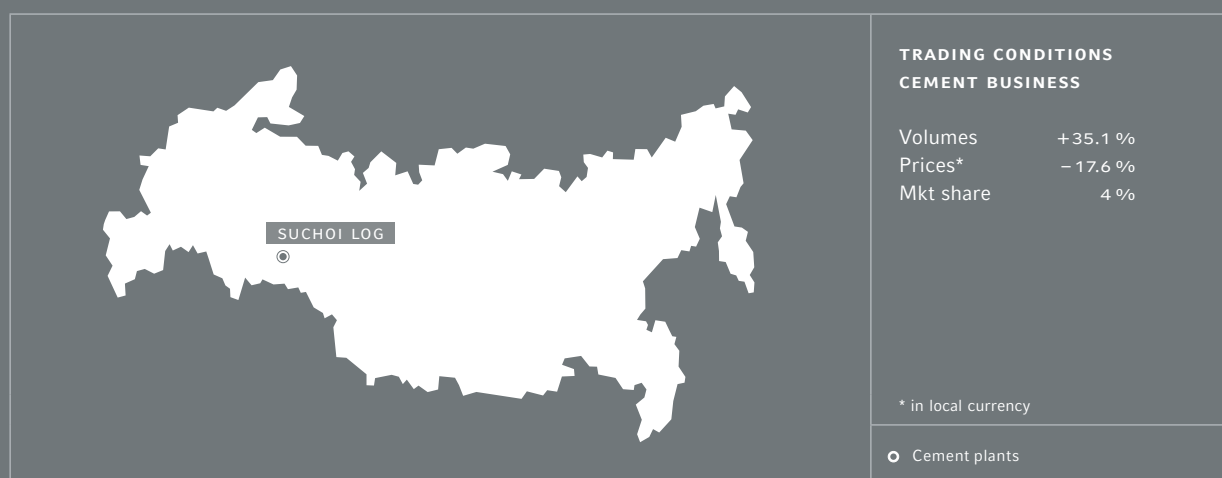 SUCHOI LOG
TRADING CONDITIONS
CEMENT BUSINESS
Volumes +35.1 %
Prices* –17.6 %
Mkt share 4 %
* in local currency
Cement plants